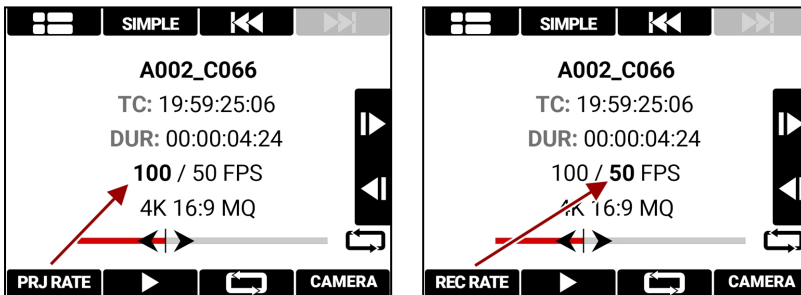 SIMPLE
A002_C066
TC: 19:59:25:06
DUR: 00:00:04:24
100 / 50 FPS
4K 16:9 MQ
PRJ RATE
CAMERA
SIMPLE
A002_C066
TC: 19:59:25:06
DUR: 00:00:04:24
100 / 50 FPS
4K 16:9 MQ
REC RATE
CAMERA